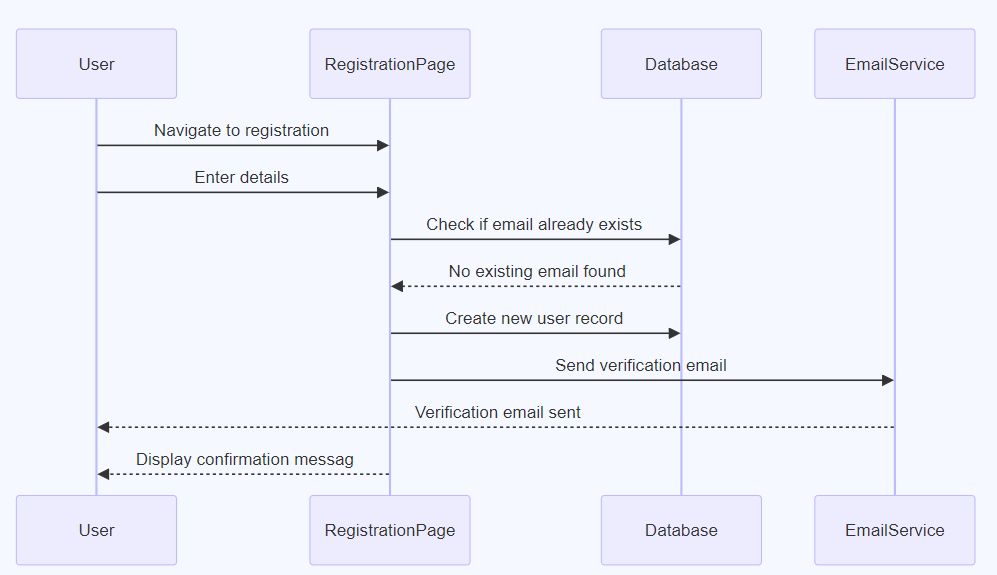 User
RegistrationPage
Database
EmailService
Navigate to registration
Enter details
Check if email already exists
No existing email found
Create new user record
Send verification email
Verification email sent
Display confirmation messag
User
RegistrationPage
Database
EmailService